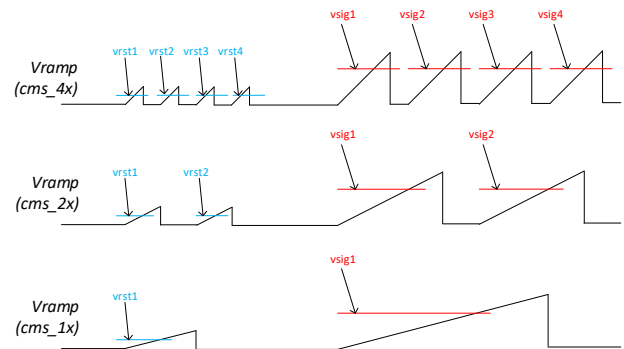 vsig1 vsig2 vsig3 vsig4
vrst1 vrst2 vrst3 vrst4
Vramp
(cms_4x)
vsig1 vsig2
vrst1 vrst2
Vramp
(cms_2x)
vsig1
vrst1
Vramp
(cms_1x)